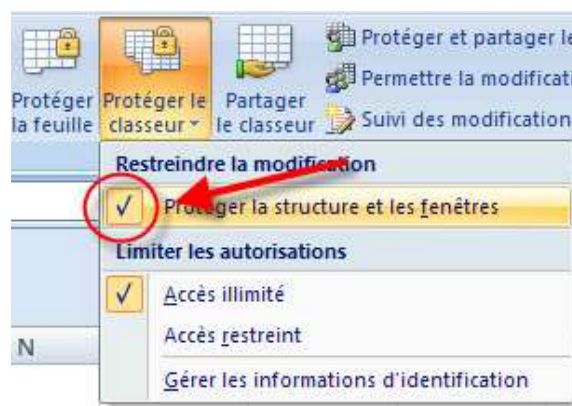 Protéger la feuille
Protéger le classeur
Partager le classeur
Protéger et partager le
Permettre la modificati
Suivi des modification
Restreindre la modification
Protéger la structure et les fenêtres
Limiter les autorisations
Accès illimité
Accès restreint
Gérer les informations d'identification
N